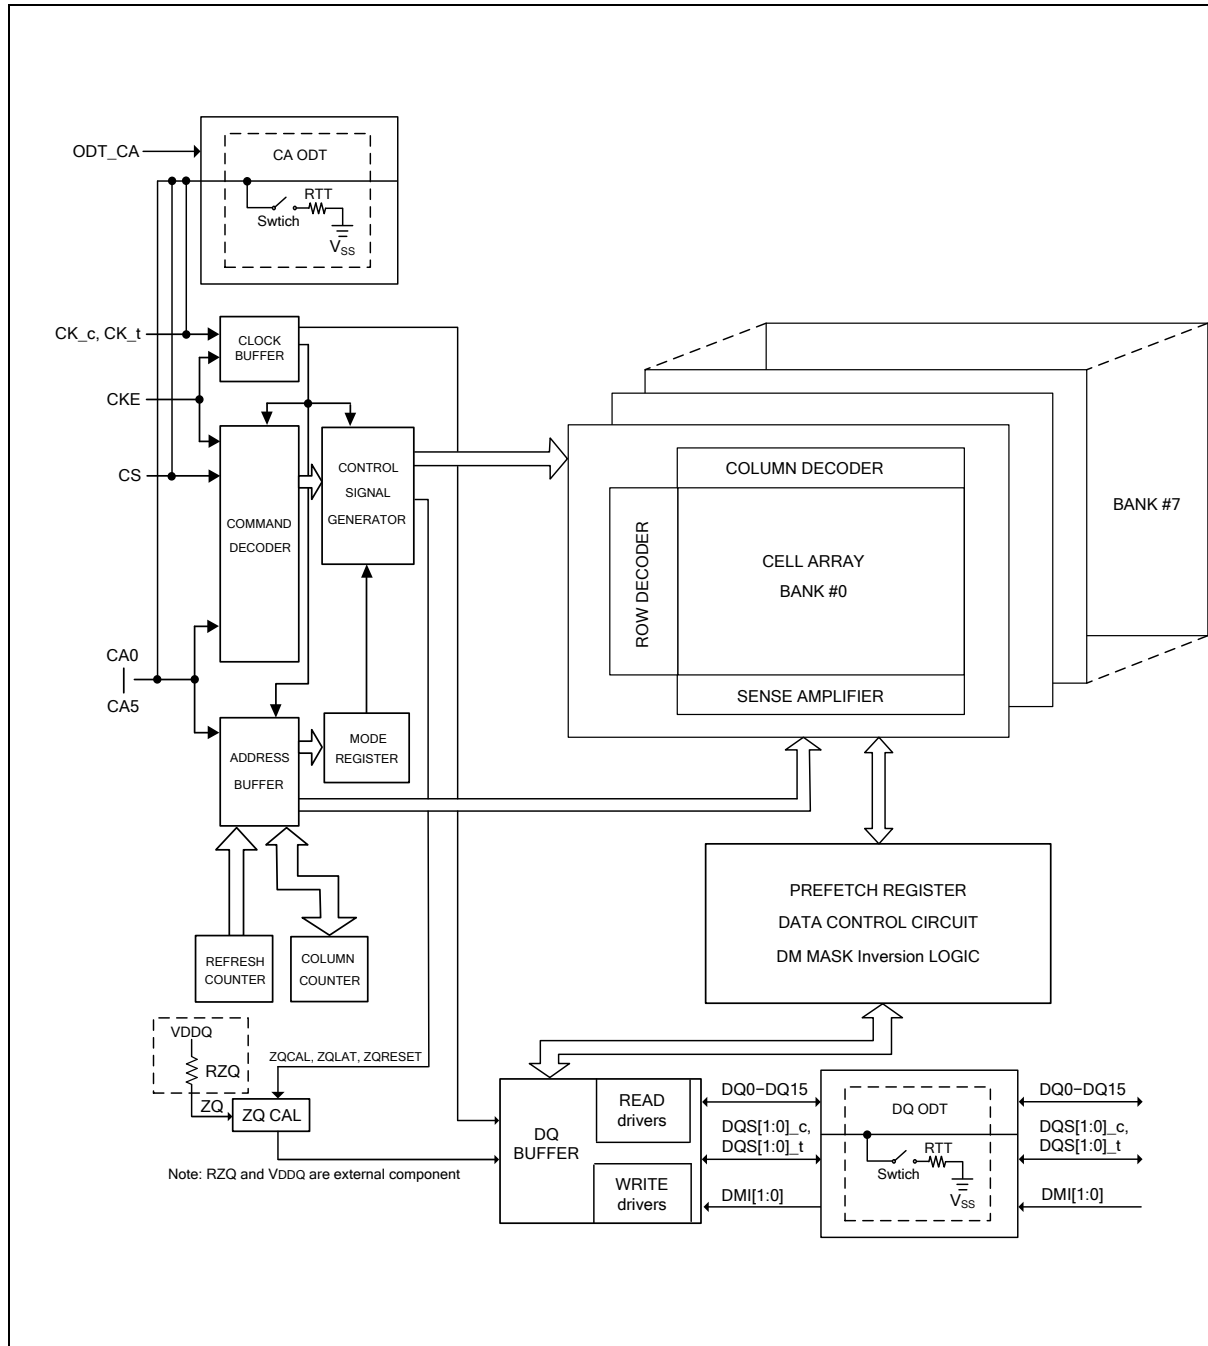 ODT_CA
CA ODT
RTT
Swtich
VSS
CK_c, CK_t
CLOCK
BUFFER
CKE
CS
COMMAND
DECODER
CONTROL
SIGNAL
GENERATOR
COLUMN DECODER
ROW DECODER
CELL ARRAY
BANK #0
SENSE AMPLIFIER
BANK #7
CA0
CA5
ADDRESS
BUFFER
MODE
REGISTER
REFRESH
COUNTER
COLUMN
COUNTER
PREFETCH REGISTER
DATA CONTROL CIRCUIT
DM MASK Inversion LOGIC
VDDQ
RZQ
ZQ
ZQCAL, ZQLAT, ZQRESET
ZQ CAL
Note: RZQ and VDDQ are external component
DQ
BUFFER
READ
drivers
WRITE
drivers
DQ0−DQ15
DQS[1:0]_c,
DQS[1:0]_t
DMI[1:0]
DQ ODT
RTT
Swtich
VSS
DQ0−DQ15
DQS[1:0]_c,
DQS[1:0]_t
DMI[1:0]